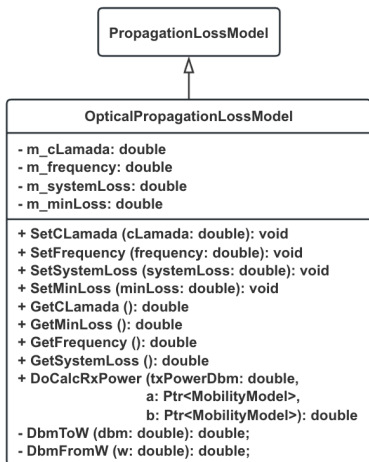 PropagationLossModel
OpticalPropagationLossModel
- m_cLamada: double
- m_frequency: double
- m_systemLoss: double
- m_minLoss: double
+ SetCLamada (cLamada: double): void
+ SetFrequency (frequency: double): void
+ SetSystemLoss (systemLoss: double): void
+ SetMinLoss (minLoss: double): void
+ GetCLamada (): double
+ GetMinLoss (): double
+ GetFrequency (): double
+ GetSystemLoss (): double
+ DoCalcRxPower (txPowerDbm: double,
a: Ptr<MobilityModel>,
b: Ptr<MobilityModel>): double
- DbmToW (dbm: double): double;
- DbmFromW (w: double): double;